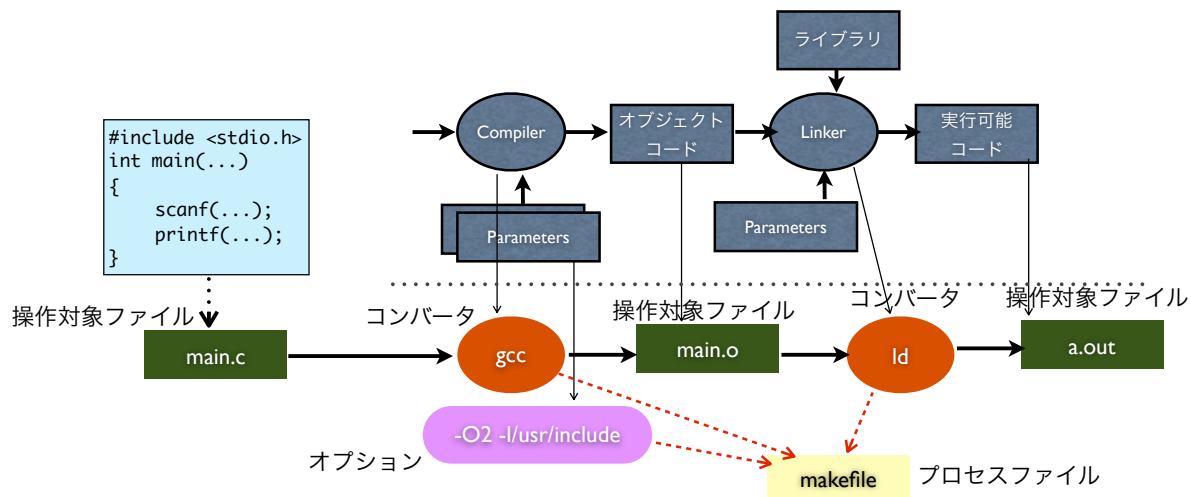 ライブラリ
Compiler
オブジェクト
コード
Linker
実行可能
コード
#include <stdio.h>
int main(...)
{
scanf(...);
printf(...);
}
Parameters
Parameters
操作対象ファイル
コンバータ
操作対象ファイル
コンバータ
操作対象ファイル
main.c
gcc
main.o
ld
a.out
-O2 -I/usr/include
オプション
makefile
プロセスファイル